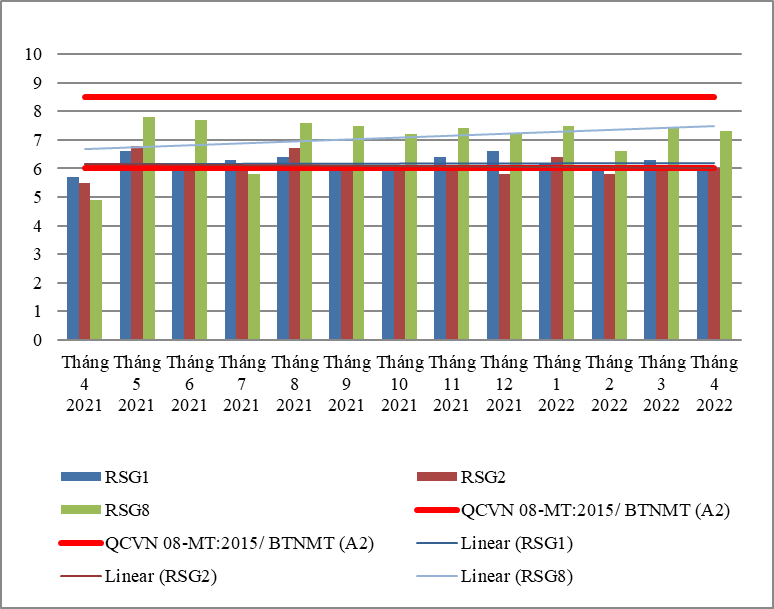 10
9
8
7
6
5
4
3
2
1
0
Tháng Tháng Tháng Tháng Tháng Tháng Tháng Tháng Tháng Tháng Tháng Tháng Tháng
4 5 6 7 8 9 10 11 12 1 2 3 4
2021 2021 2021 2021 2021 2021 2021 2021 2021 2022 2022 2022 2022
RSG1 RSG2
RSG8 QCVN 08-MT:2015/ BTNMT (A2)
QCVN 08-MT:2015/ BTNMT (A2) Linear (RSG1)
Linear (RSG2) Linear (RSG8)